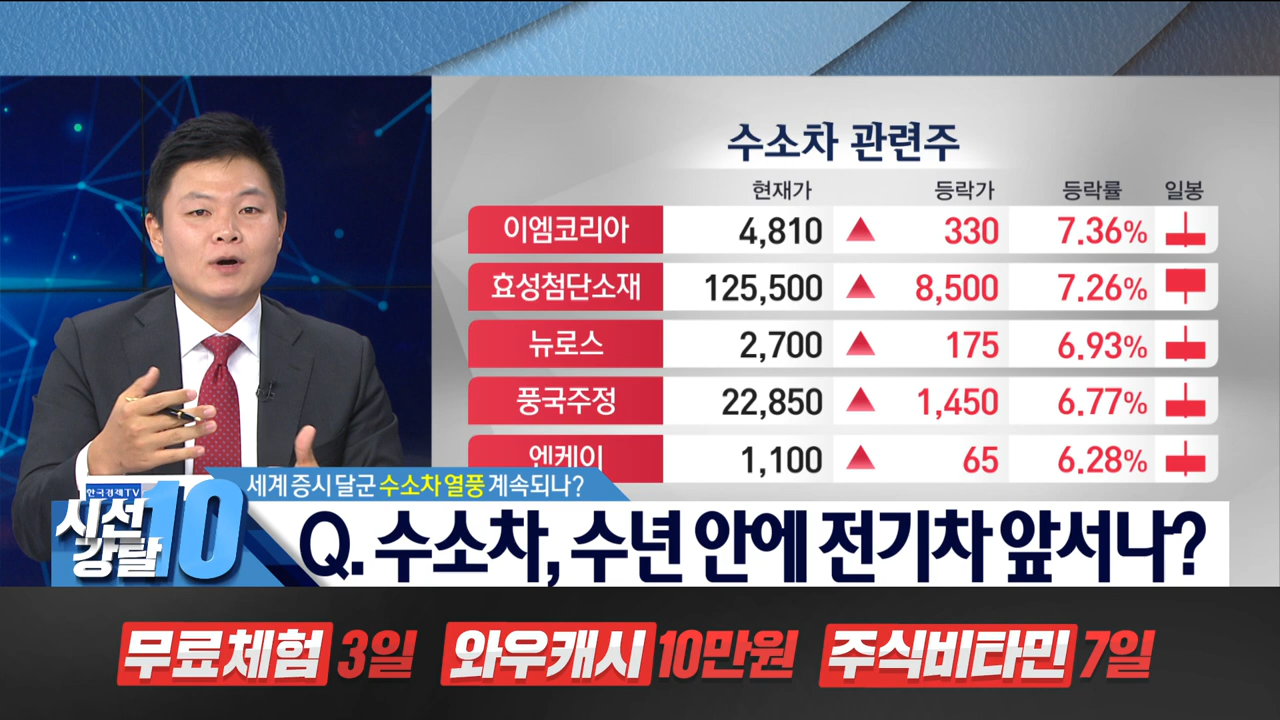 수소차 관련주
현재가 등락가 등락률 일봉
이엠코리아 4,810 ▲ 330 7.36%
효성첨단소재 125,500 ▲ 8,500 7.26%
뉴로스 2,700 ▲ 175 6.93%
풍국주정 22,850 ▲ 1,450 6.77%
엔케이 1,100 ▲ 65 6.28%
세계 증시 달군 수소차 열풍 계속되나?
한국경제TV
시선강탈 10
Q. 수소차, 수년 안에 전기차 앞서나?
무료체험 3일 와우캐시 10만원 주식비타민 7일